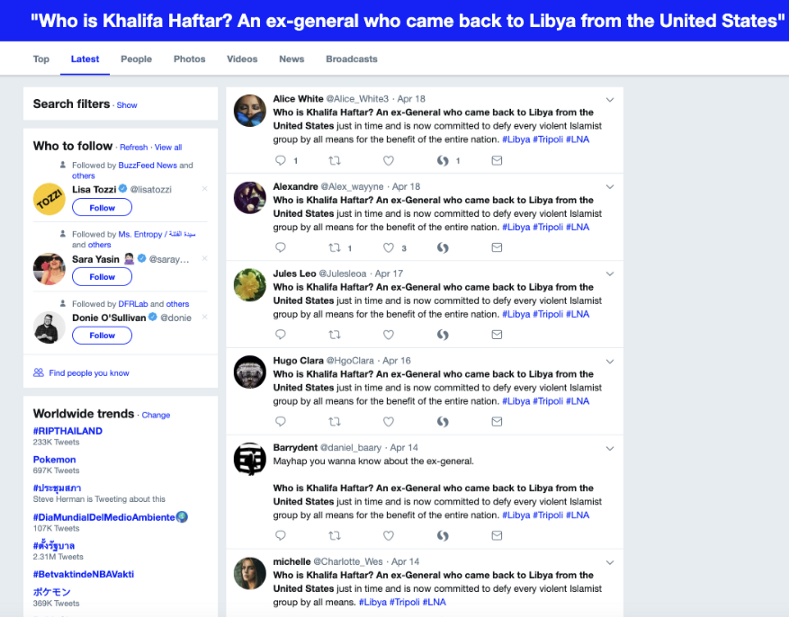 "Who is Khalifa Haftar? An ex-general who came back to Libya from the United States"
Top Latest People Photos Videos News Broadcasts
Search filters · Show
Who to follow · Refresh · View all
Followed by BuzzFeed News and
others
Lisa Tozzi @lisatozzi
TOZZI
Follow
Followed by Ms. Entropy /
and others
Sara Yasin @saray...
Follow
Followed by DFRLab and others
Donie O'Sullivan @donie
Follow
Find people you know
Worldwide trends · Change
#RIPTHAILAND
233K Tweets
Pokemon
697K Tweets
#ประชุมสภา
Steve Herman is Tweeting about this
#DiaMundialDelMedioAmbiente
107K Tweets
#ตั้งรัฐบาล
2.31M Tweets
#BetvaktindeNBAVakti
ポケモン
369K Tweets
Alice White @Alice_White3 · Apr 18
Who is Khalifa Haftar? An ex-General who came back to Libya from the
United States just in time and is now committed to defy every violent Islamist
group by all means for the benefit of the entire nation. #Libya #Tripoli #LNA
1 1
Alexandre @Alex_wayyne · Apr 18
Who is Khalifa Haftar? An ex-General who came back to Libya from the
United States just in time and is now committed to defy every violent Islamist
group by all means for the benefit of the entire nation. #Libya #Tripoli #LNA
1 3
Jules Leo @Julesleoa · Apr 17
Who is Khalifa Haftar? An ex-General who came back to Libya from the
United States just in time and is now committed to defy every violent Islamist
group by all means for the benefit of the entire nation. #Libya #Tripoli #LNA
Hugo Clara @HgoClara · Apr 16
Who is Khalifa Haftar? An ex-General who came back to Libya from the
United States just in time and is now committed to defy every violent Islamist
group by all means for the benefit of the entire nation. #Libya #Tripoli #LNA
Barrydent @daniel_baary · Apr 14
Mayhap you wanna know about the ex-general.
Who is Khalifa Haftar? An ex-General who came back to Libya from the
United States just in time and is now committed to defy every violent Islamist
group by all means for the benefit of the entire nation. #Libya #Tripoli #LNA
michelle @Charlotte_Wes · Apr 14
Who is Khalifa Haftar? An ex-General who came back to Libya from the
United States just in time and is now committed to defy every violent Islamist
group by all means. #Libya #Tripoli #LNA